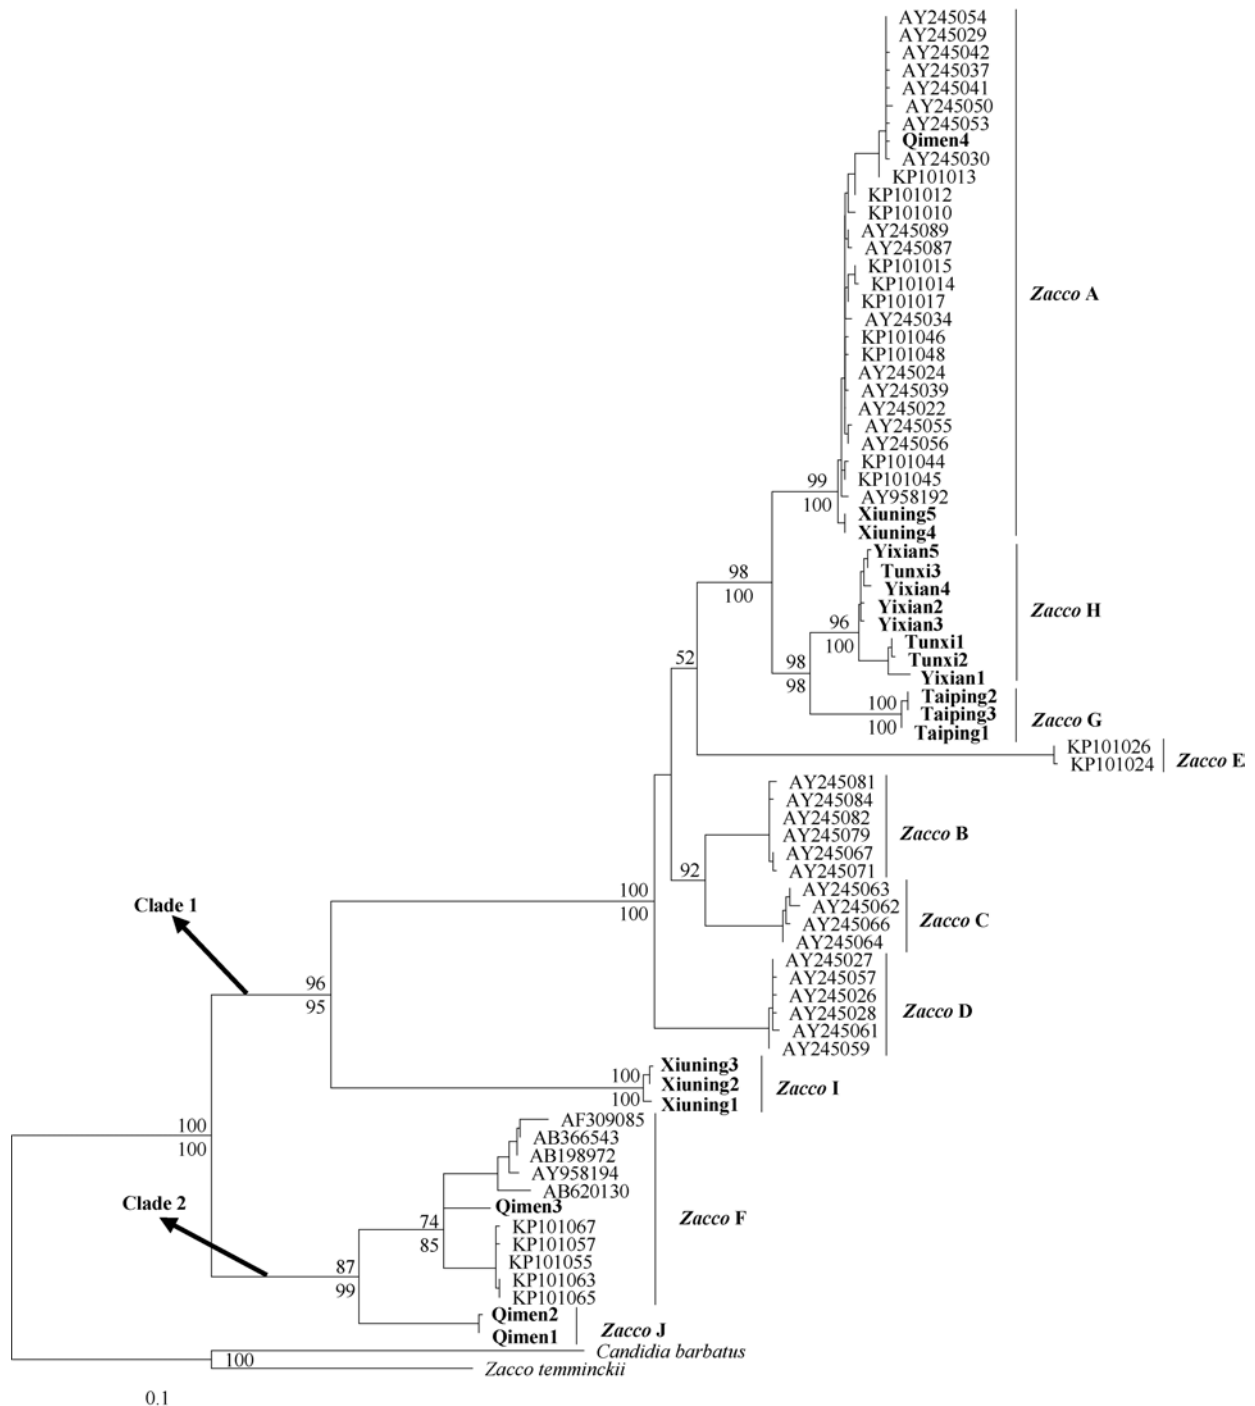 AY245054
AY245029
AY245042
AY245037
AY245041
AY245050
AY245053
Qimen4
AY245030
KP101013
KP101012
KP101010
AY245089
AY245087
KP101015
KP101014
KP101017
AY245034
KP101046
KP101048
AY245024
AY245039
AY245022
AY245055
AY245056
KP101044
KP101045
AY958192
Xiuning5
Xiuning4
Zacco A
99
100
Yixian5
Tunxi3
Yixian4
Yixian2
Yixian3
Tunxi1
Tunxi2
Yixian1
Zacco H
98
100
96
100
52
98
98
Taiping2
Taiping3
Taiping1
100
100
Zacco G
KP101026
KP101024
Zacco E
AY245081
AY245084
AY245082
AY245079
AY245067
AY245071
Zacco B
92
AY245063
AY245062
AY245066
AY245064
Zacco C
100
100
AY245027
AY245057
AY245026
AY245028
AY245061
AY245059
Zacco D
Clade 1
96
95
Xiuning3
Xiuning2
Xiuning1
100
100
Zacco I
100
100
AF309085
AB366543
AB198972
AY958194
AB620130
Qimen3
KP101067
KP101057
KP101055
KP101063
KP101065
Zacco F
74
85
Clade 2
87
99
Qimen2
Qimen1
Zacco J
Candidia barbatus
100
Zacco temminckii
0.1